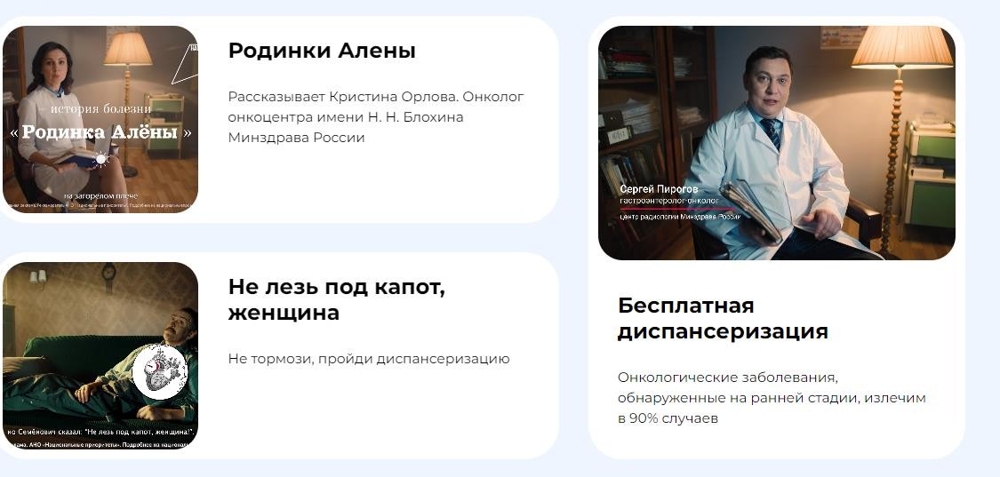 история болезни
« Родинка Алёны »
на загорелом плече
Родинки Алены
Рассказывает Кристина Орлова. Онколог
онкоцентра имени Н. Н. Блохина
Минздрава России
но Семёнович сказал: "Не лезь под капот, женщина!".
лама. АНО «Национальные приоритеты». Подробнее на национал
Не лезь под капот,
женщина
Не тормози, пройди диспансеризацию
Сергей Пирогов
гастроэнтеролог-онколог
центр радиологии Минздрава России
Бесплатная
диспансеризация
Онкологические заболевания,
обнаруженные на ранней стадии, излечим
в 90% случаев